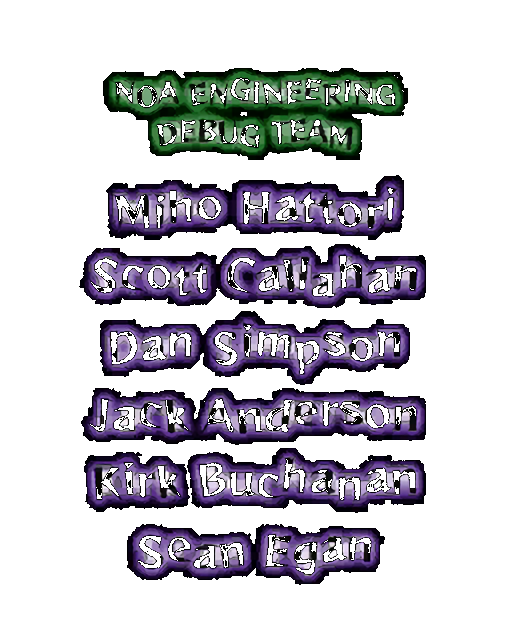 NOA ENGINEERING
DEBUG TEAM
Miho Hattori
Scott Callahan
Dan Simpson
Jack Anderson
Kirk Buchanan
Sean Egan